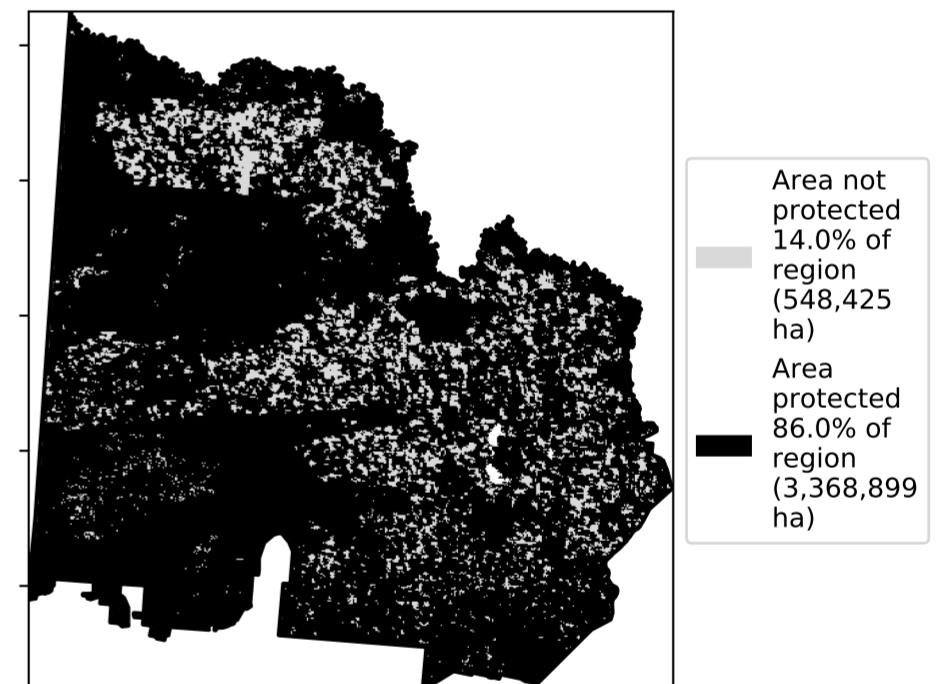 Area not
protected
14.0% of
region
(548,425
ha)
Area
protected
86.0% of
region
(3,368,899
ha)